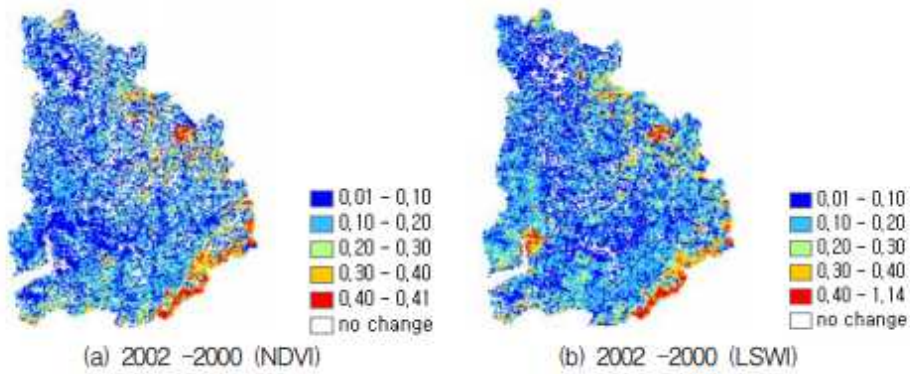 0,01 - 0,10
0,10 - 0,20
0,20 - 0,30
0,30 - 0,40
0,40 - 0,41
no change
(a) 2002 -2000 (NDVI)
0,01 - 0,10
0,10 - 0,20
0,20 - 0,30
0,30 - 0,40
0,40 - 1,14
no change
(b) 2002 -2000 (LSWI)